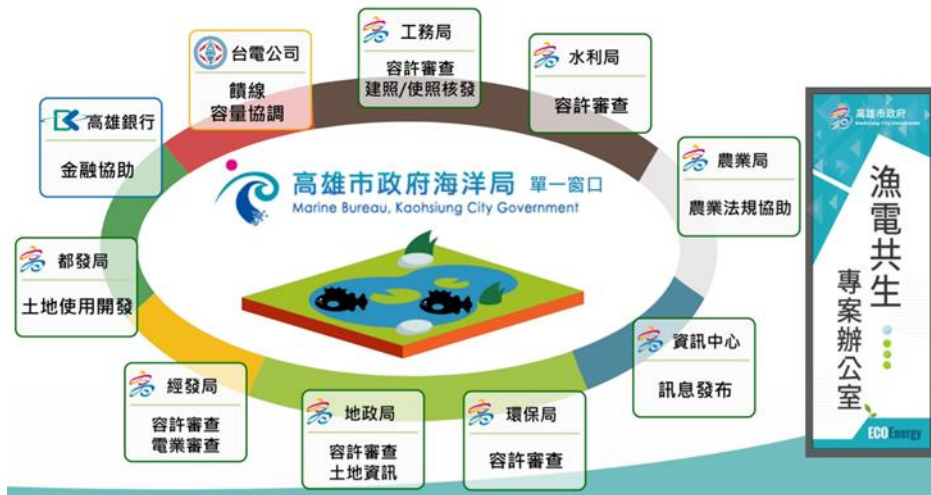 工務局
容許審查
建照/使照核發
台電公司
饋線
容量協調
水利局
容許審查
高雄銀行
金融協助
農業局
農業法規協助
高雄市政府海洋局 單一窗口
Marine Bureau, Kaohsiung City Government
都發局
土地使用開發
資訊中心
訊息發布
經發局
容許審查
電業審查
地政局
容許審查
土地資訊
環保局
容許審查
高雄市政府
Kaohsiung City Government
漁電共生
專案辦公室
ECOEnergy